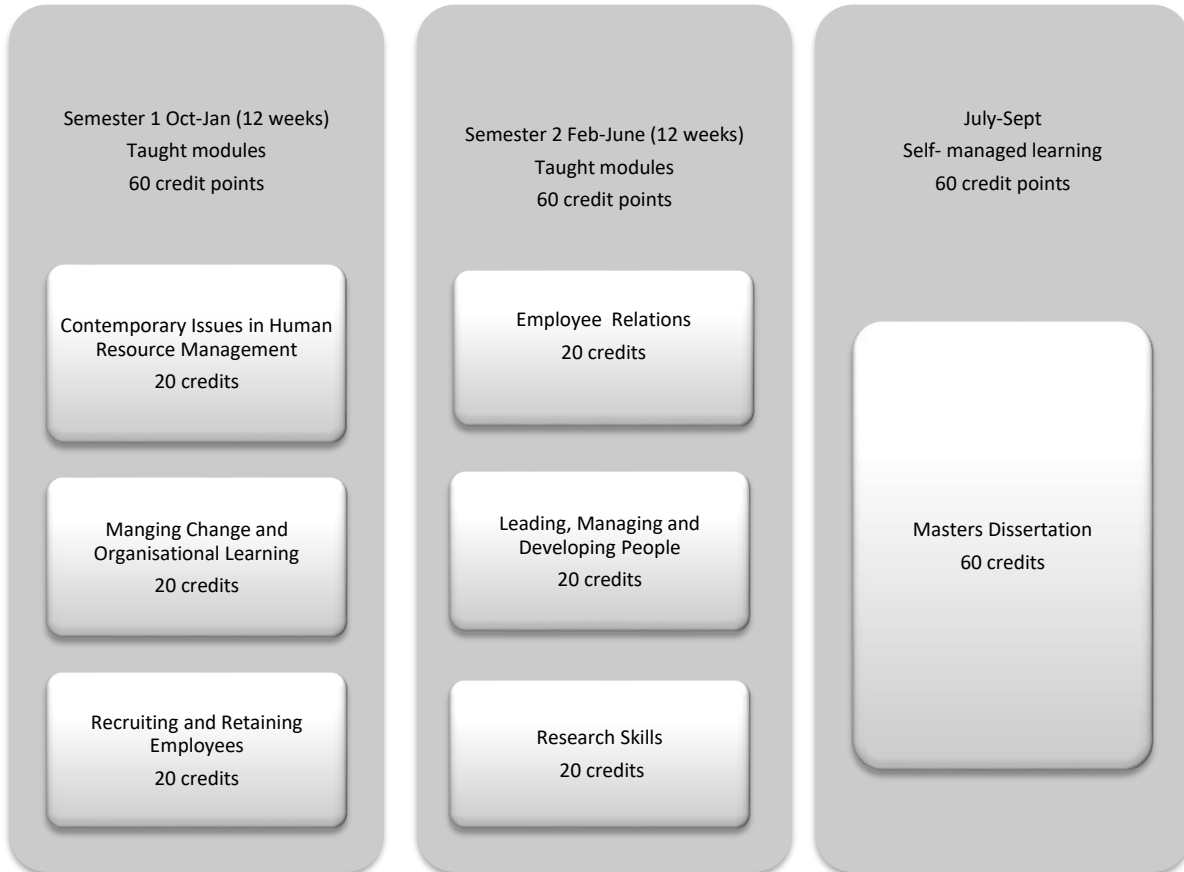 Semester 1 Oct-Jan (12 weeks)
Taught modules
60 credit points
Contemporary Issues in Human
Resource Management
20 credits
Manging Change and
Organisational Learning
20 credits
Recruiting and Retaining
Employees
20 credits
Semester 2 Feb-June (12 weeks)
Taught modules
60 credit points
Employee Relations
20 credits
Leading, Managing and
Developing People
20 credits
Research Skills
20 credits
July-Sept
Self- managed learning
60 credit points
Masters Dissertation
60 credits